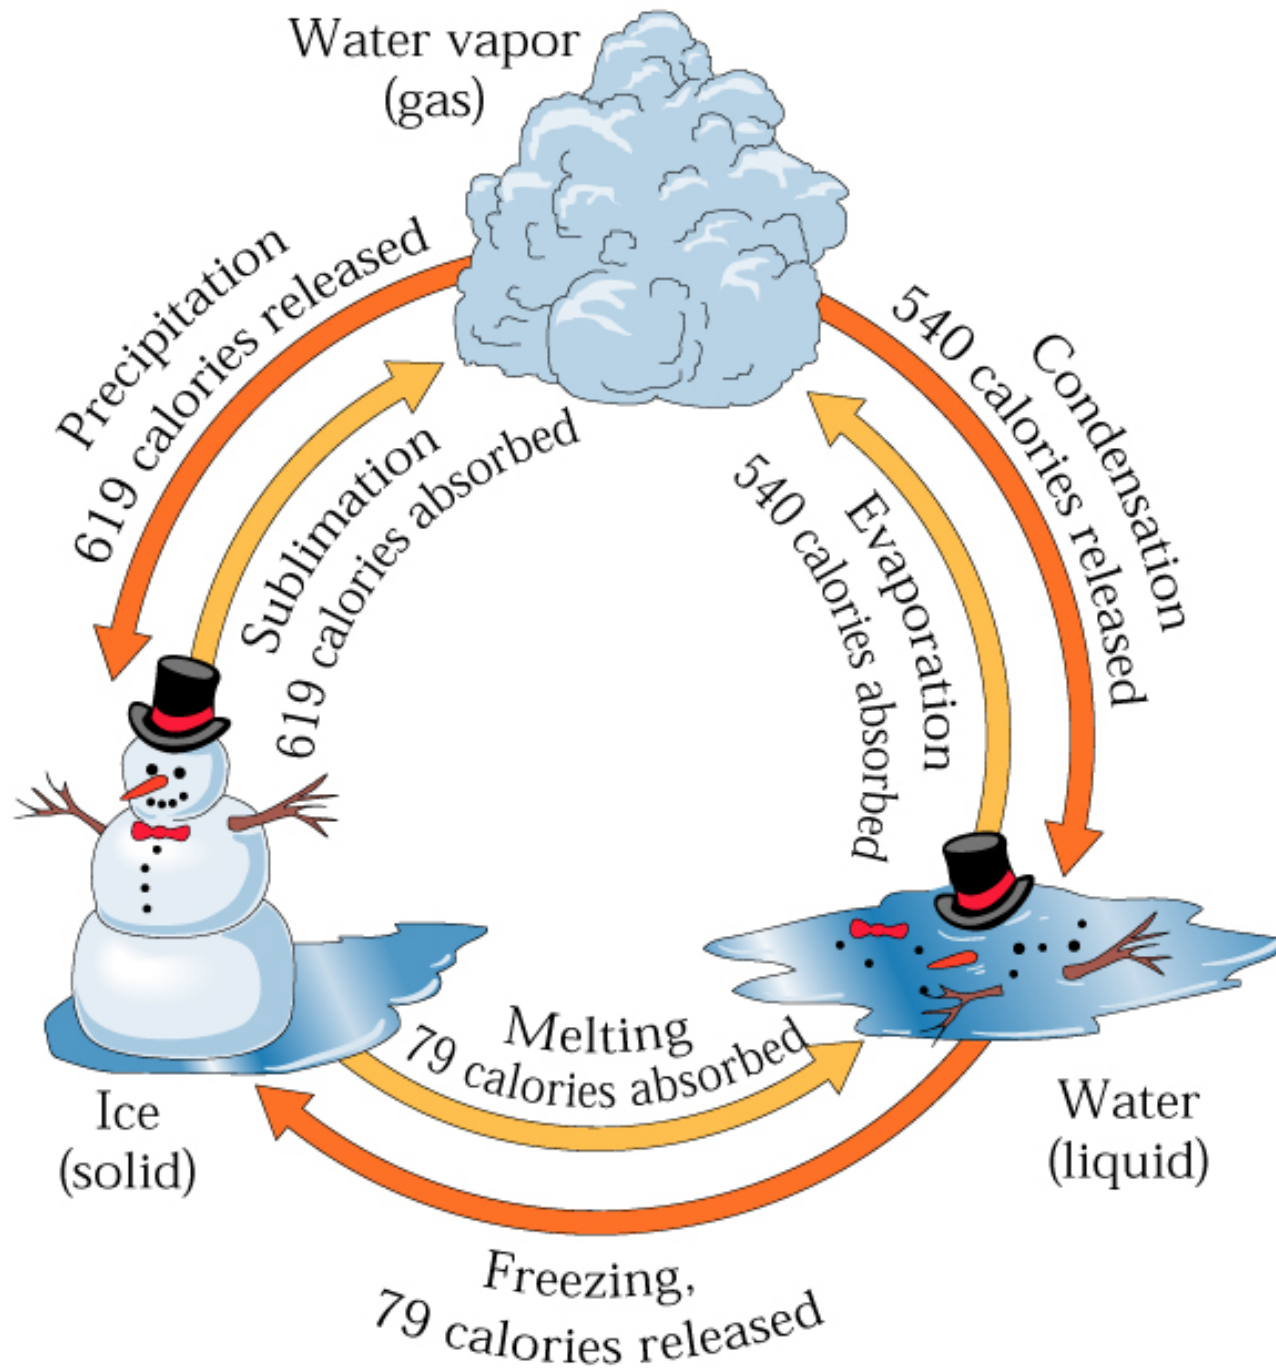 Water vapor
(gas)
Precipitation
619 calories released
Sublimation
619 calories absorbed
Condensation
540 calories released
Evaporation
540 calories absorbed
Melting
79 calories absorbed
Ice
(solid)
Water
(liquid)
Freezing,
79 calories released